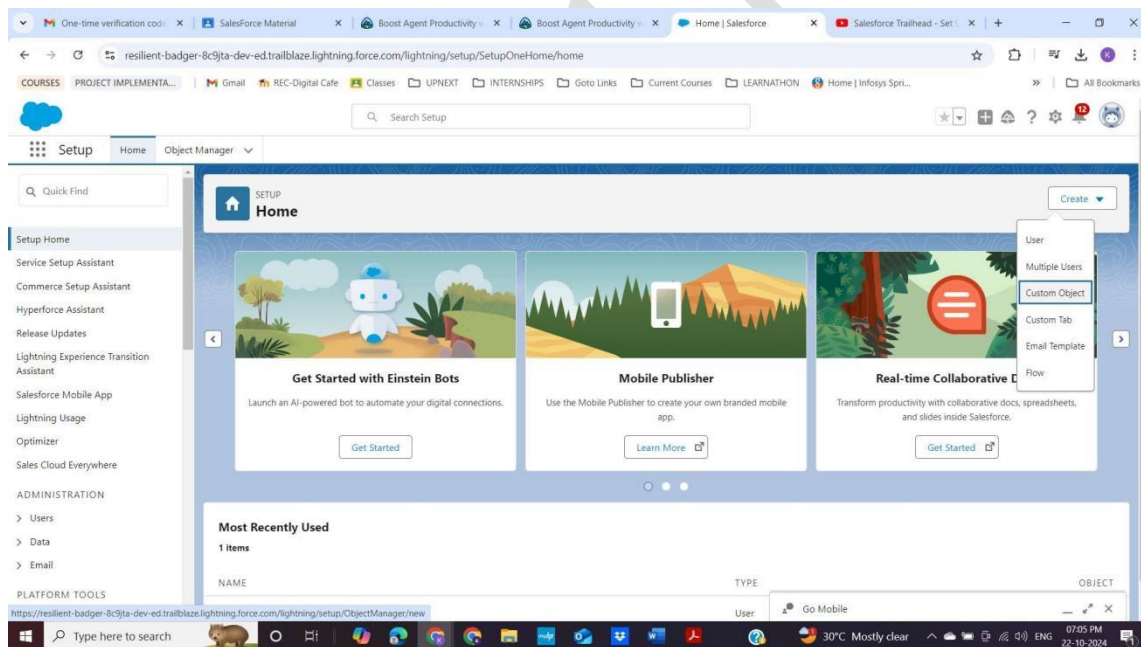 One-time verification code
SalesForce Material
Boost Agent Productivity w
Boost Agent Productivity w
Home | Salesforce
Salesforce Trailhead - Set
resilient-badger-8c9jta-dev-ed.trailblaze.lightning.force.com/lightning/setup/SetupOneHome/home
K
COURSES PROJECT IMPLEMENTA... Gmail REC-Digital Cafe Classes UPNEXT INTERNSHIPS Goto Links Current Courses LEARNATHON Home | Infosys Spri... » All Bookmarks
Search Setup
12
Setup Home Object Manager
Quick Find
SETUP
Home
Create
User
Multiple Users
Custom Object
Custom Tab
Email Template
Flow
Setup Home
Service Setup Assistant
Commerce Setup Assistant
Hyperforce Assistant
Release Updates
Lightning Experience Transition
Assistant
Salesforce Mobile App
Lightning Usage
Optimizer
Sales Cloud Everywhere
ADMINISTRATION
Users
Data
Email
PLATFORM TOOLS
Get Started with Einstein Bots
Launch an AI-powered bot to automate your digital connections.
Get Started
Mobile Publisher
Use the Mobile Publisher to create your own branded mobile
app.
Learn More
Real-time Collaborative D
Transform productivity with collaborative docs, spreadsheets,
and slides inside Salesforce.
Get Started
Most Recently Used
1 items
NAME TYPE OBJECT
User
Go Mobile
https://resilient-badger-8c9jta-dev-ed.trailblaze.lightning.force.com/lightning/setup/ObjectManager/new
Type here to search
30°C Mostly clear
ENG
07:05 PM
22-10-2024